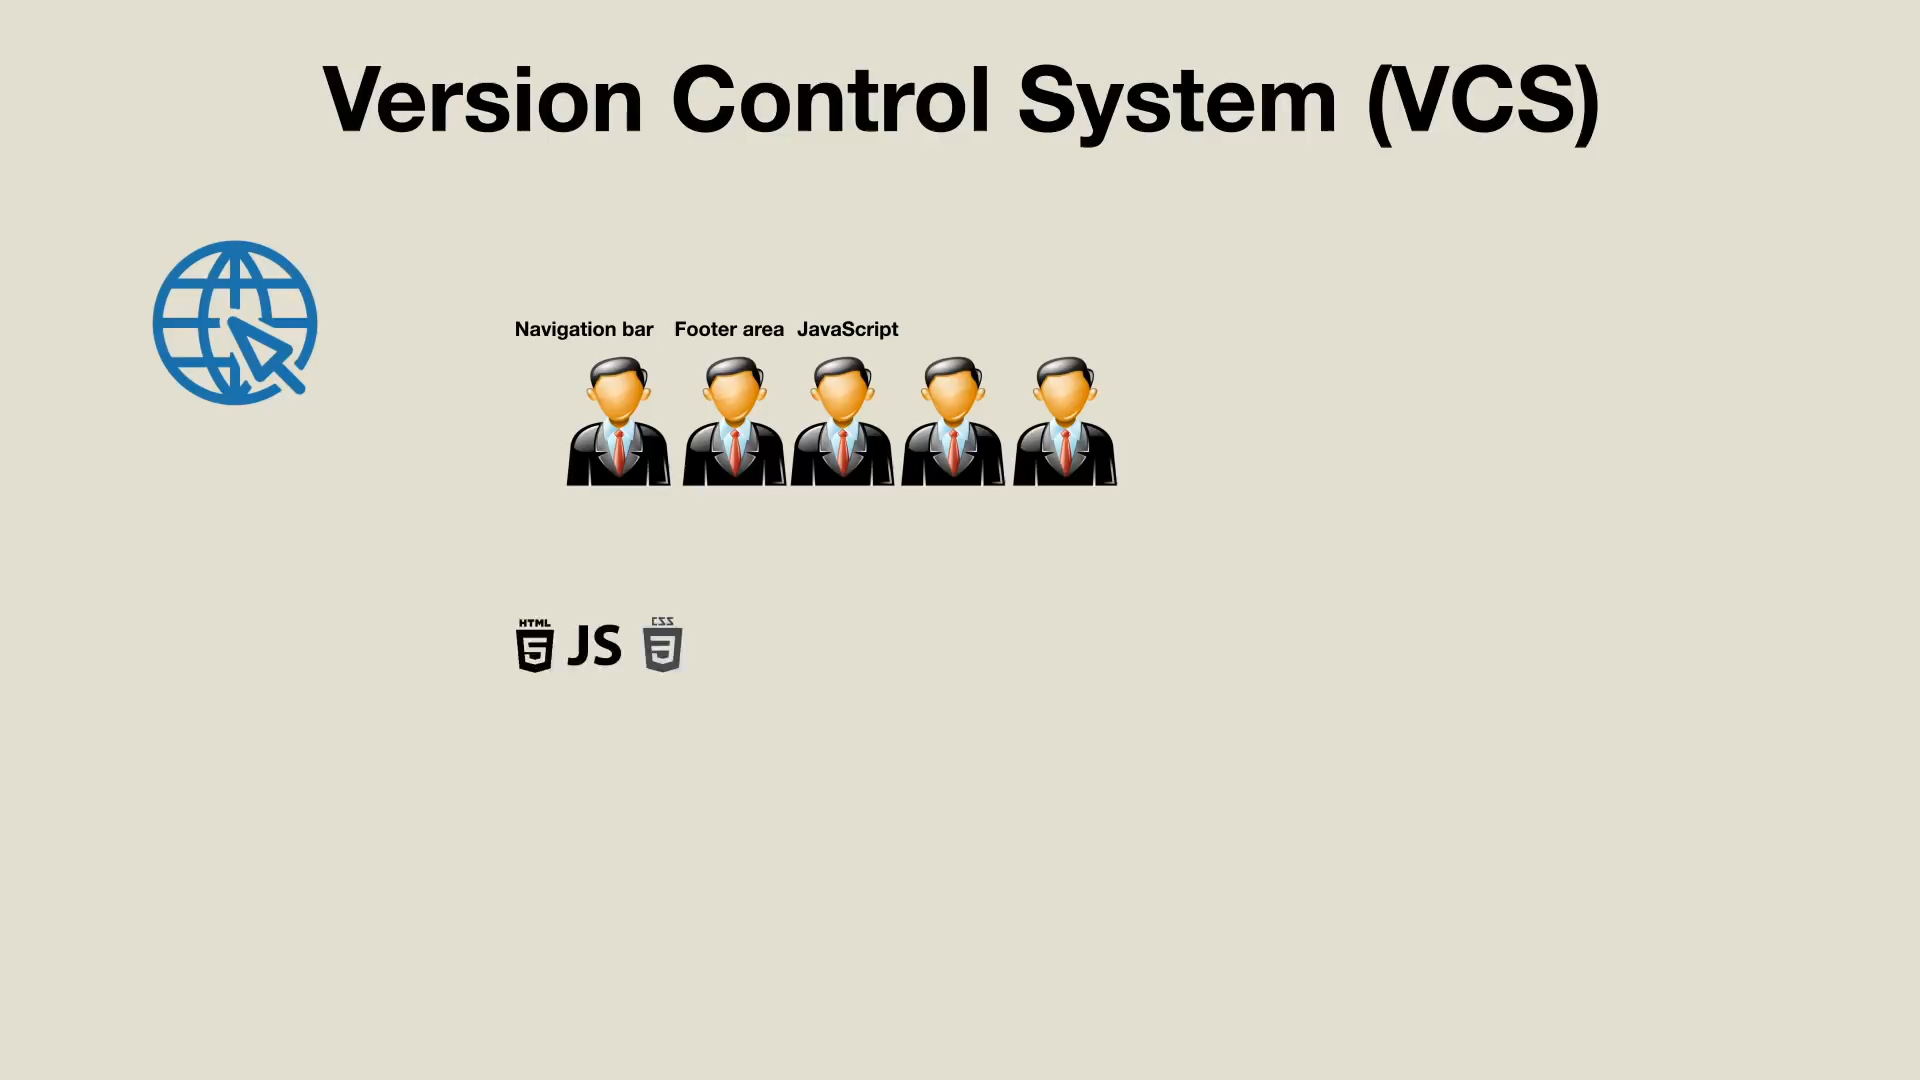 Version Control System (VCS)
Navigation bar Footer area JavaScript
HTML JS CSS